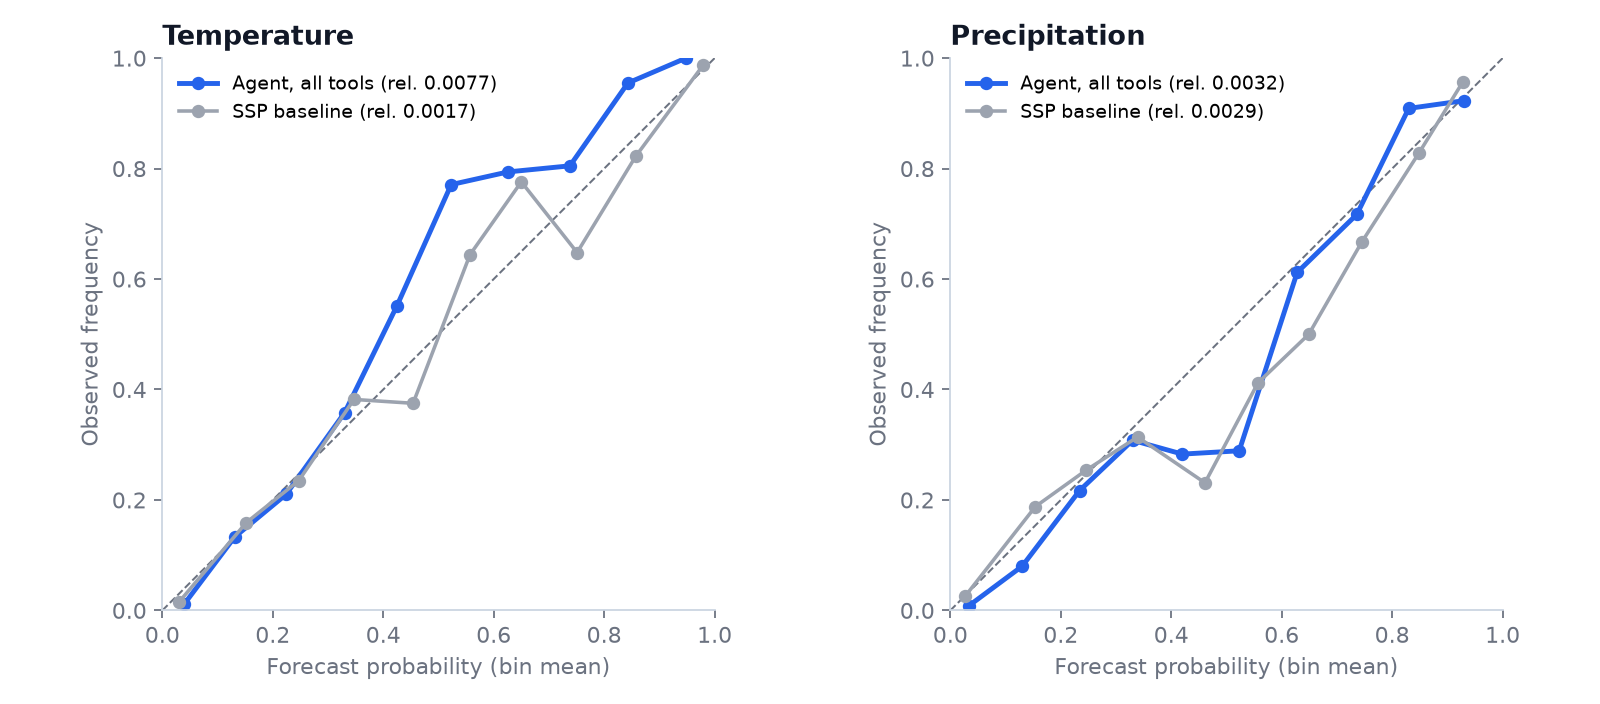 Temperature
1.0
0.8
0.6
0.4
0.2
0.0
Observed frequency
Agent, all tools (rel. 0.0077)
SSP baseline (rel. 0.0017)
0.0 0.2 0.4 0.6 0.8 1.0
Forecast probability (bin mean)
Precipitation
1.0
0.8
0.6
0.4
0.2
0.0
Observed frequency
Agent, all tools (rel. 0.0032)
SSP baseline (rel. 0.0029)
0.0 0.2 0.4 0.6 0.8 1.0
Forecast probability (bin mean)